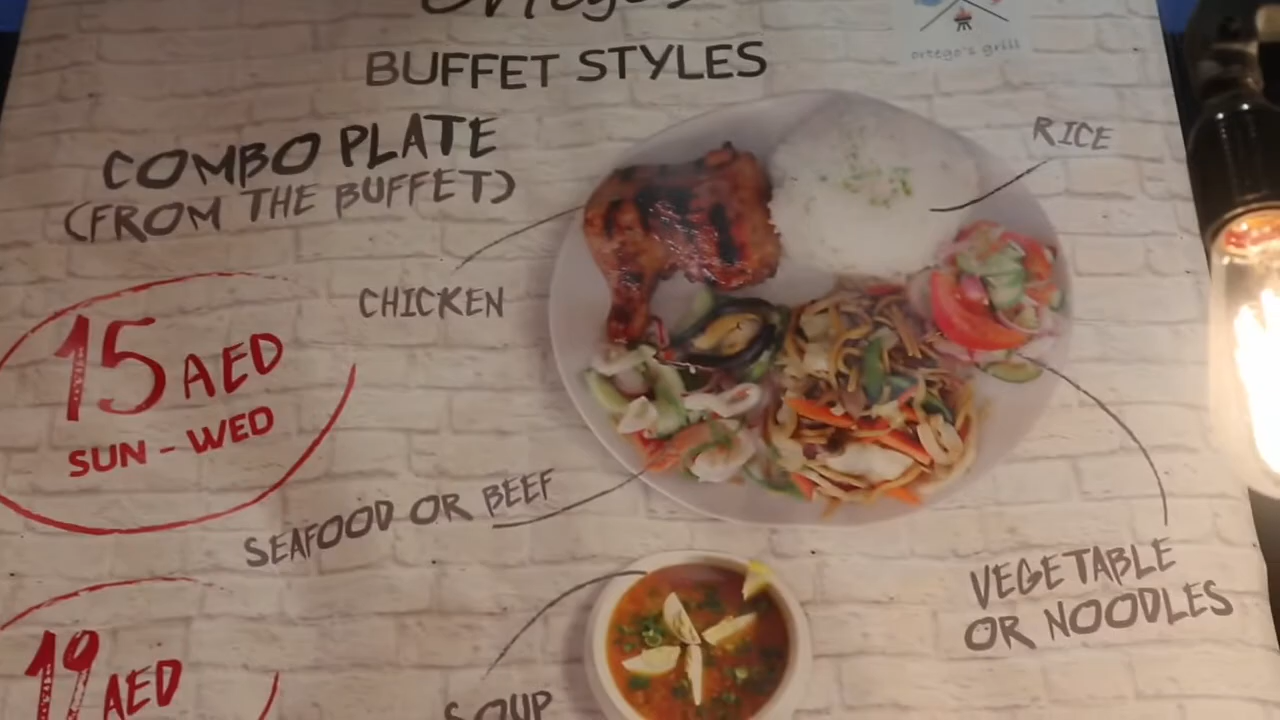 Ortego's
ortego's grill
BUFFET STYLES
COMBO PLATE
(FROM THE BUFFET)
RICE
CHICKEN
15 AED
SUN - WED
SEAFOOD OR BEEF
VEGETABLE
OR NOODLES
19 AED
SOUP